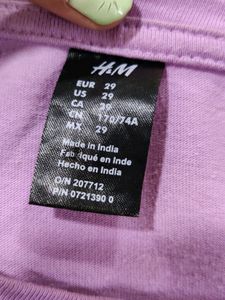 H&M
EUR 29
US 29
CA 29
CN 170/74A
MX 29
Made in India
Fabriqué en Inde
Hecho en India
O/N 207712
P/N 0721390 0